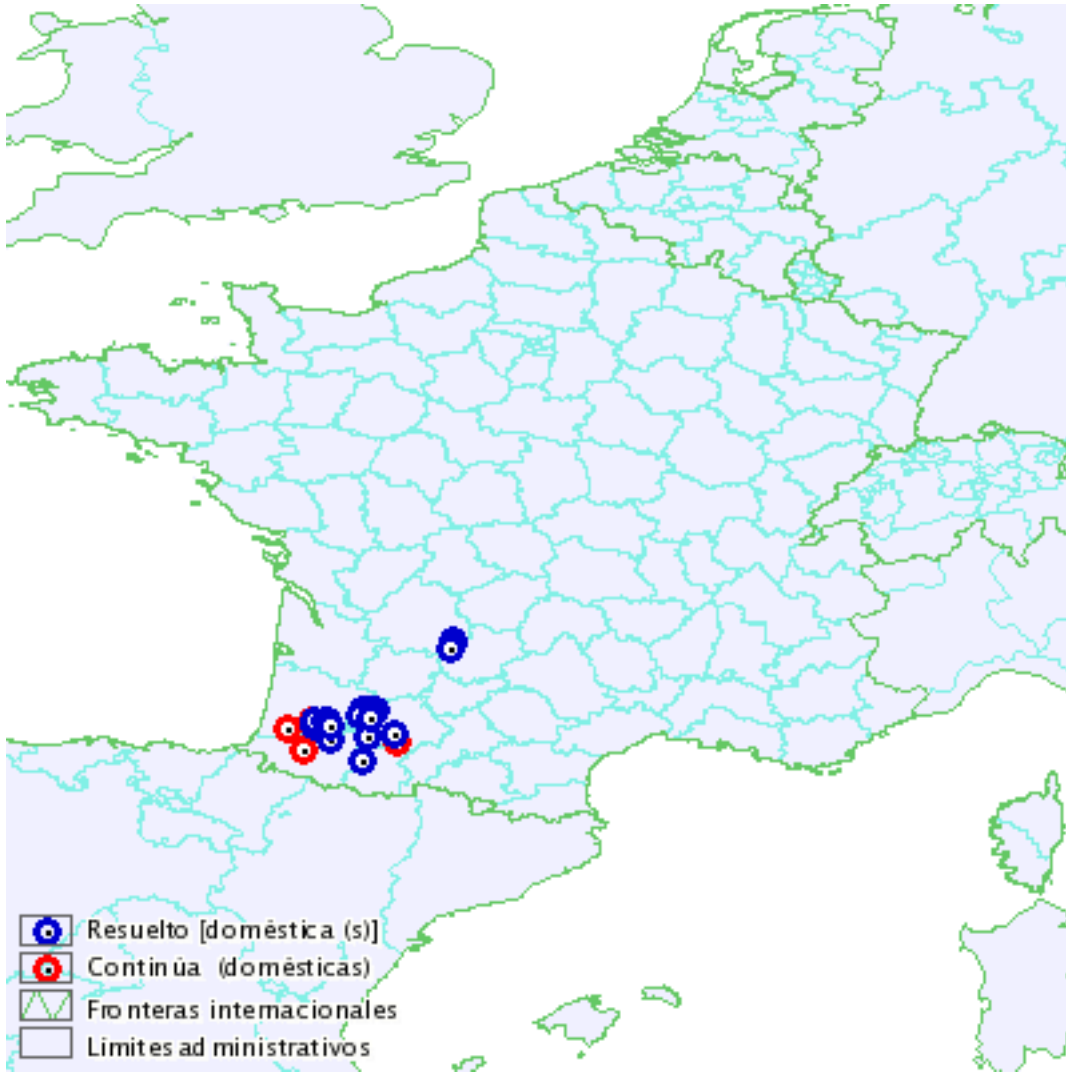 Resuelto [doméstica (s)]
Continúa (domésticas)
Fronteras internacionales
Límites administrativos